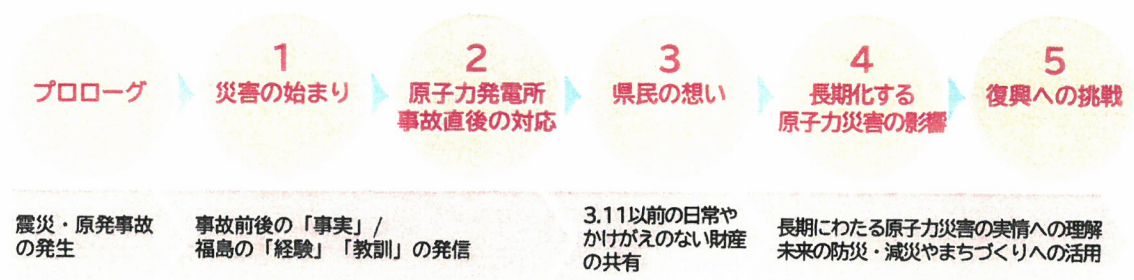 プロローグ
1
災害の始まり
2
原子力発電所
事故直後の対応
3
県民の想い
4
長期化する
原子力災害の影響
5
復興への挑戦
震災・原発事故
の発生
事故前後の「事実」/
福島の「経験」「教訓」の発信
3.11以前の日常や
かけがえのない財産
の共有
長期にわたる原子力災害の実情への理解
未来の防災・減災やまちづくりへの活用